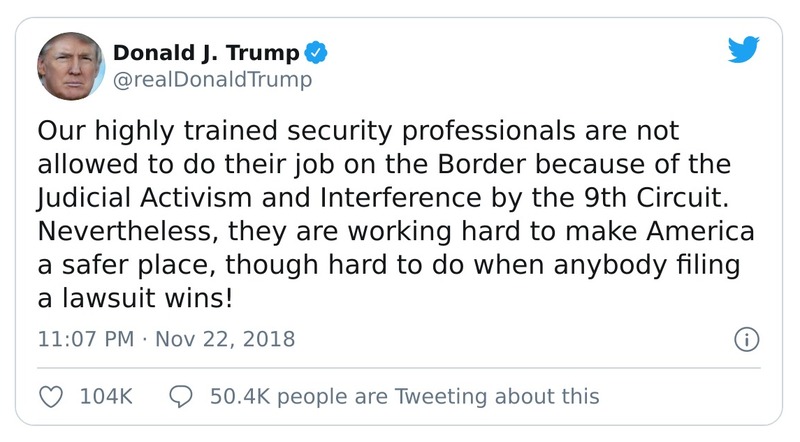 Donald J. Trump
@realDonaldTrump
Our highly trained security professionals are not
allowed to do their job on the Border because of the
Judicial Activism and Interference by the 9th Circuit.
Nevertheless, they are working hard to make America
a safer place, though hard to do when anybody filing
a lawsuit wins!
11:07 PM · Nov 22, 2018
104K 50.4K people are Tweeting about this